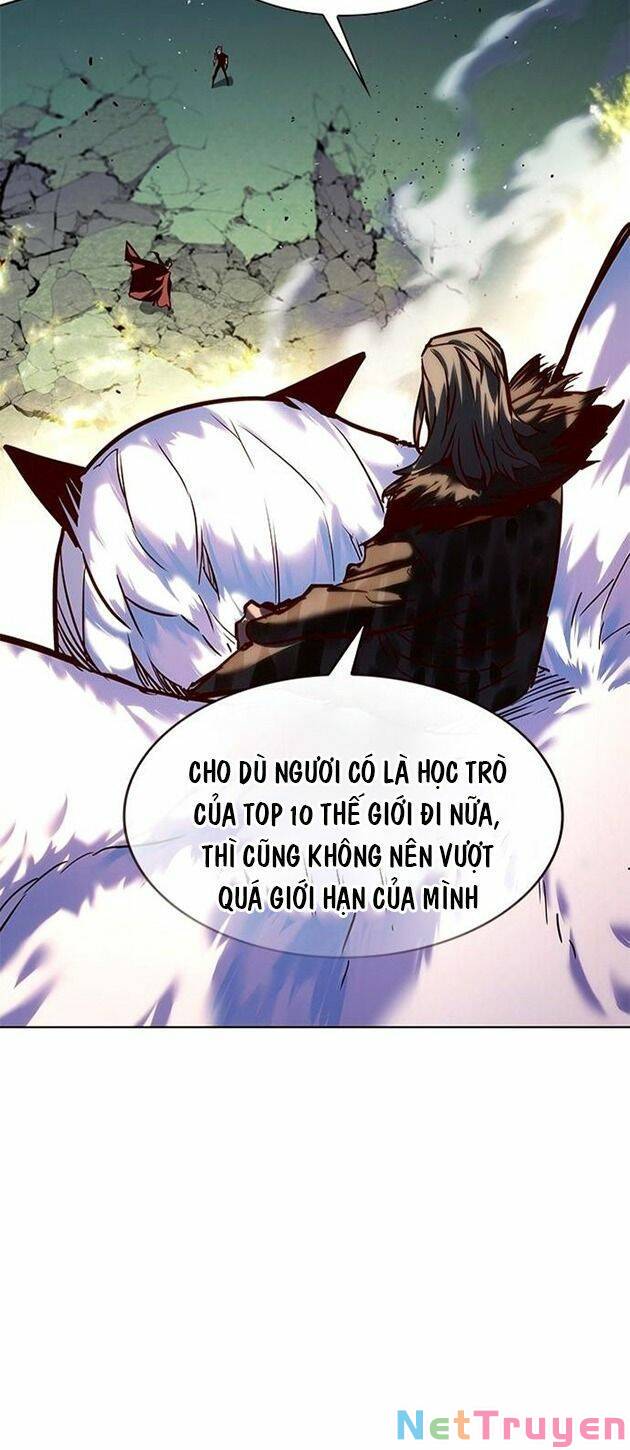 CHO DÙ NGƯƠI CÓ LÀ HỌC TRÒ
CỦA TOP 10 THẾ GIỚI ĐI NỮA,
THÌ CŨNG KHÔNG NÊN VƯỢT
QUÁ GIỚI HẠN CỦA MÌNH
NetTruyen